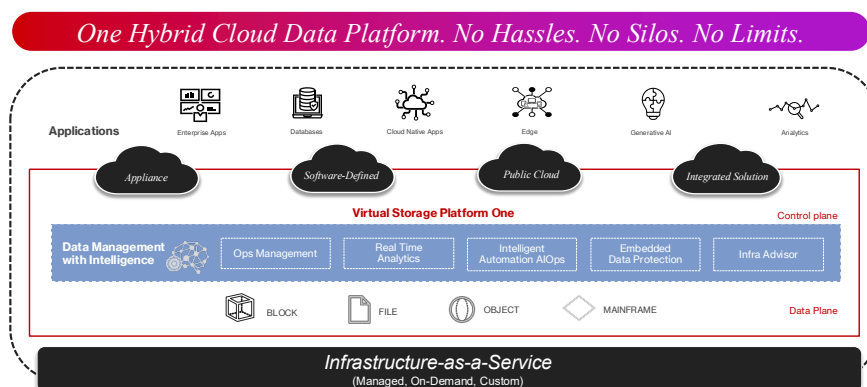 One Hybrid Cloud Data Platform. No Hassles. No Silos. No Limits.
Applications
Enterprise Apps
Databases
Cloud Native Apps
Edge
Generative AI
Analytics
Appliance
Software-Defined
Public Cloud
Integrated Solution
Virtual Storage Platform One
Control plane
Data Management
with Intelligence
Ops Management
Real Time
Analytics
Intelligent
Automation AIOps
Embedded
Data Protection
Infra Advisor
BLOCK
FILE
OBJECT
MAINFRAME
Data Plane
Infrastructure-as-a-Service
(Managed, On-Demand, Custom)